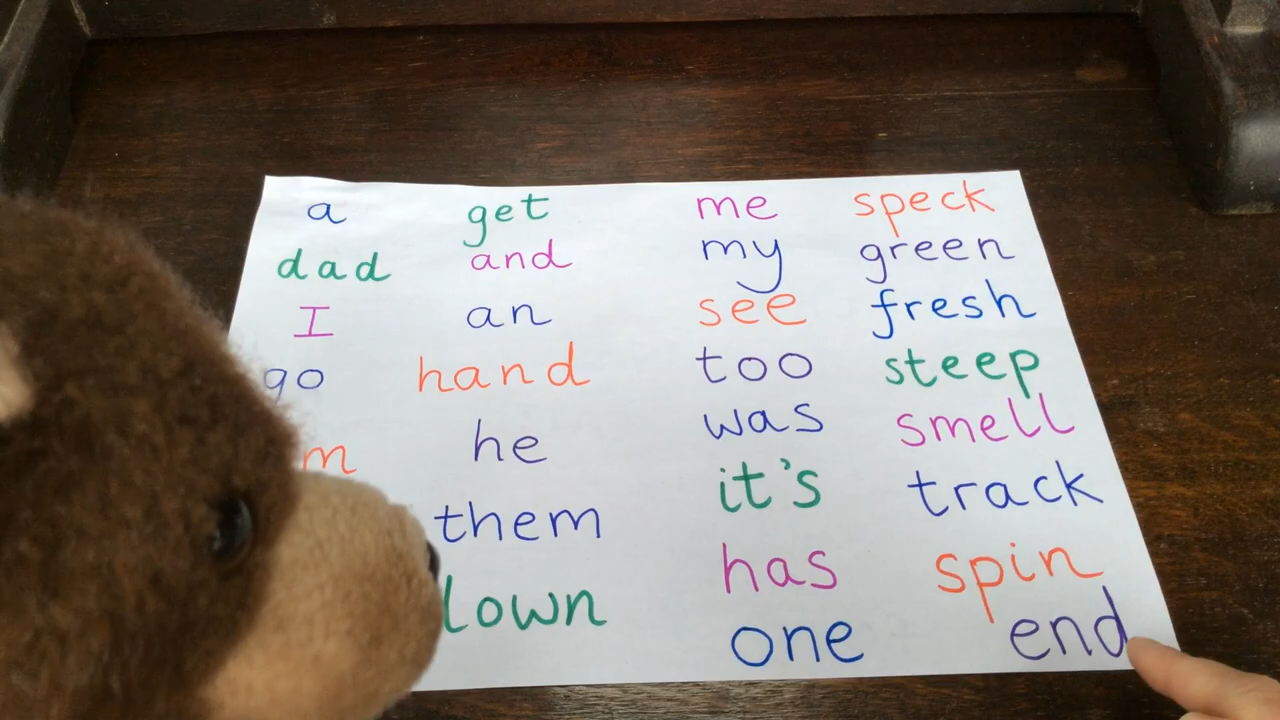 a get me speck
dad and my green
I an see fresh
go hand too steep
he was smell
them it's track
has spin
one end